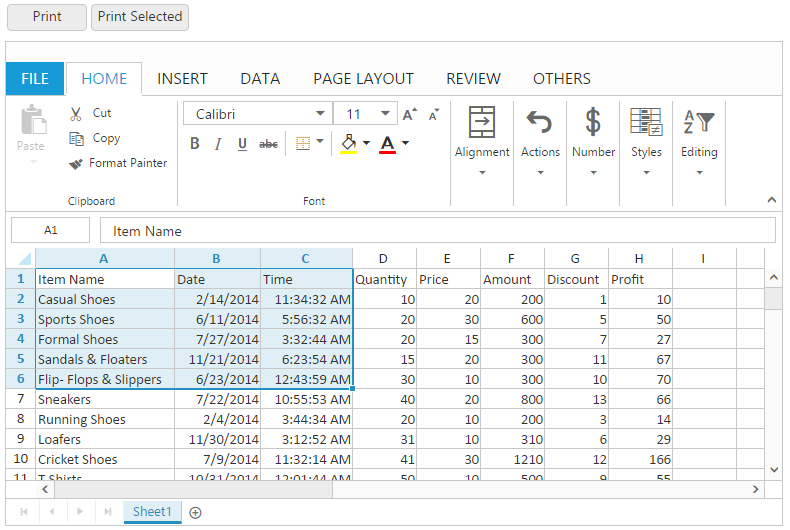 Print Print Selected
FILE HOME INSERT DATA PAGE LAYOUT REVIEW OTHERS
Paste Cut Copy Format Painter
Clipboard
Calibri 11 A A
B I U abc A
Font
Alignment Actions Number Styles Editing
A1 Item Name
A B C D E F G H I
1 Item Name Date Time Quantity Price Amount Discount Profit
2 Casual Shoes 2/14/2014 11:34:32 AM 10 20 200 1 10
3 Sports Shoes 6/11/2014 5:56:32 AM 20 30 600 5 50
4 Formal Shoes 7/27/2014 3:32:44 AM 20 15 300 7 27
5 Sandals & Floaters 11/21/2014 6:23:54 AM 15 20 300 11 67
6 Flip- Flops & Slippers 6/23/2014 12:43:59 AM 30 10 300 10 70
7 Sneakers 7/22/2014 10:55:53 AM 40 20 800 13 66
8 Running Shoes 2/4/2014 3:44:34 AM 20 10 200 3 14
9 Loafers 11/30/2014 3:12:52 AM 31 10 310 6 29
10 Cricket Shoes 7/9/2014 11:32:14 AM 41 30 1210 12 166
11 T-Shirts 10/31/2014 12:01:44 AM 50 10 500 9 55
Sheet1